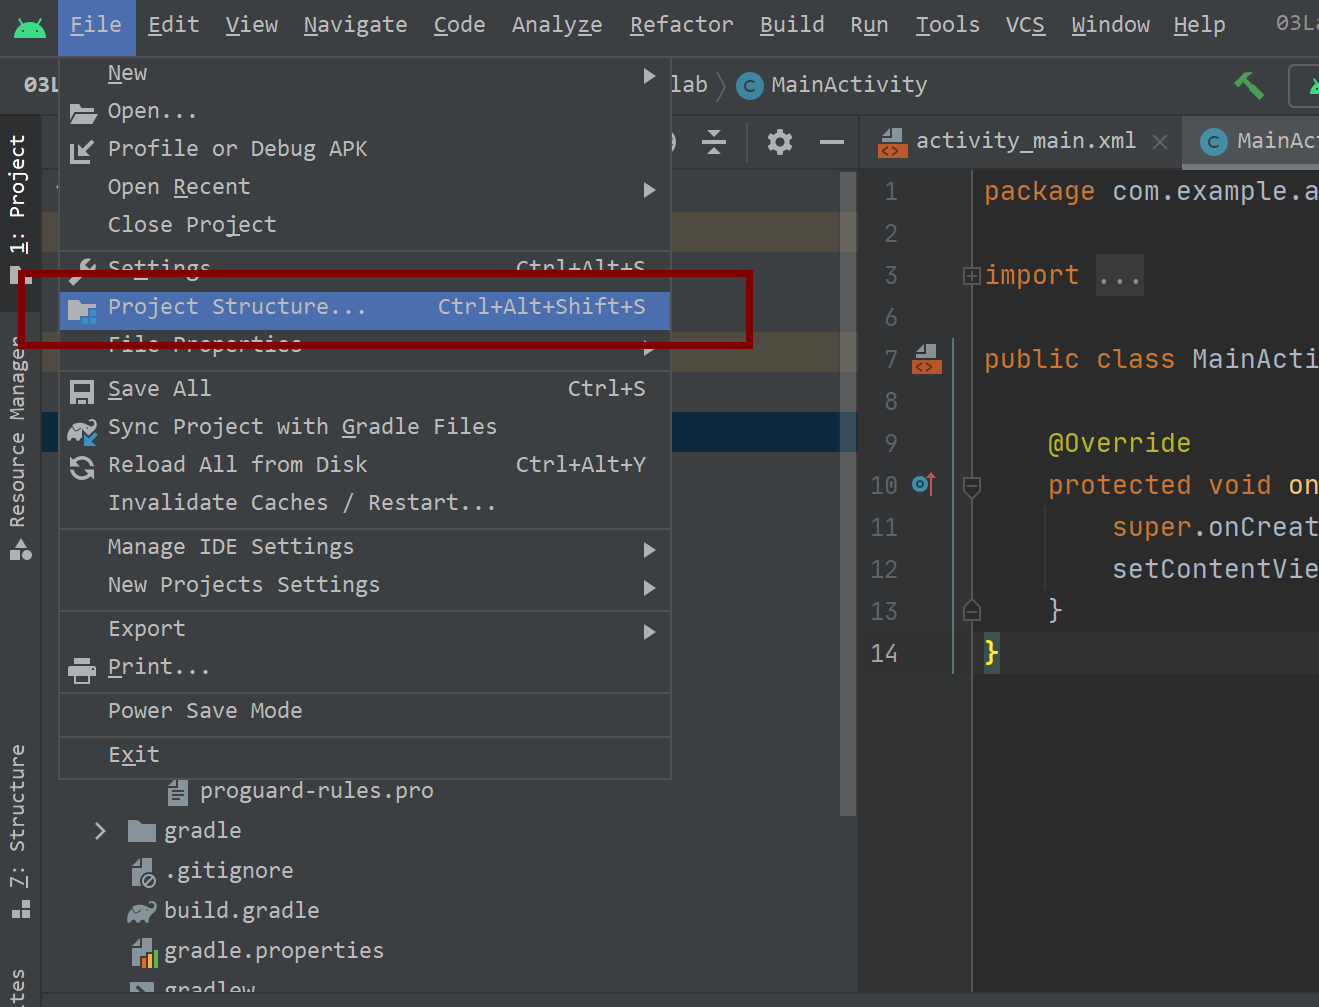 File Edit View Navigate Code Analyze Refactor Build Run Tools VCS Window Help
lab MainActivity
New
Open...
Profile or Debug APK
Open Recent
Close Project
Settings Ctrl+Alt+S
Project Structure... Ctrl+Alt+Shift+S
File Properties
Save All Ctrl+S
Sync Project with Gradle Files
Reload All from Disk Ctrl+Alt+Y
Invalidate Caches / Restart...
Manage IDE Settings
New Projects Settings
Export
Print...
Power Save Mode
Exit
proguard-rules.pro
gradle
.gitignore
build.gradle
gradle.properties
gradlew
1: Project
Resource Manager
7: Structure
activity_main.xml
1 package com.example.a
2
3 import ...
6
7 public class MainActi
8
9 @Override
10 protected void on
11 super.onCreat
12 setContentVie
13 }
14 }